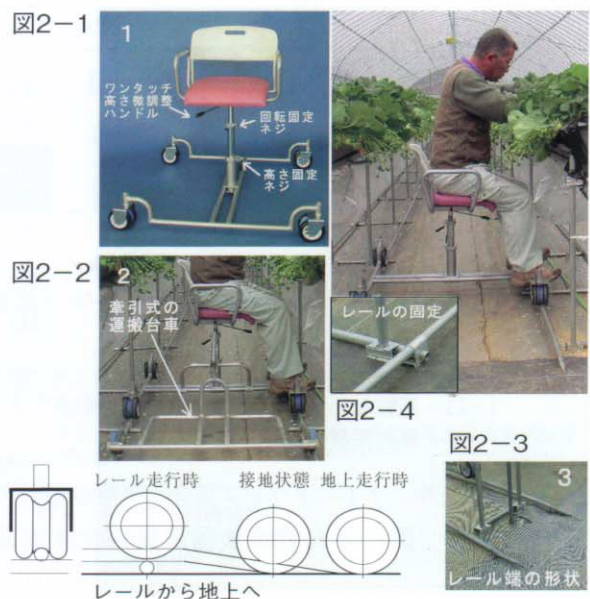 図2-1
1
ワンタッチ
高さ微調整
ハンドル
回転固定
ネジ
高さ固定
ネジ
図2-2
2
牽引式の
運搬台車
レールの固定
図2-4
図2-3
3
レール端の形状
レール走行時
接地状態
地上走行時
レールから地上へ